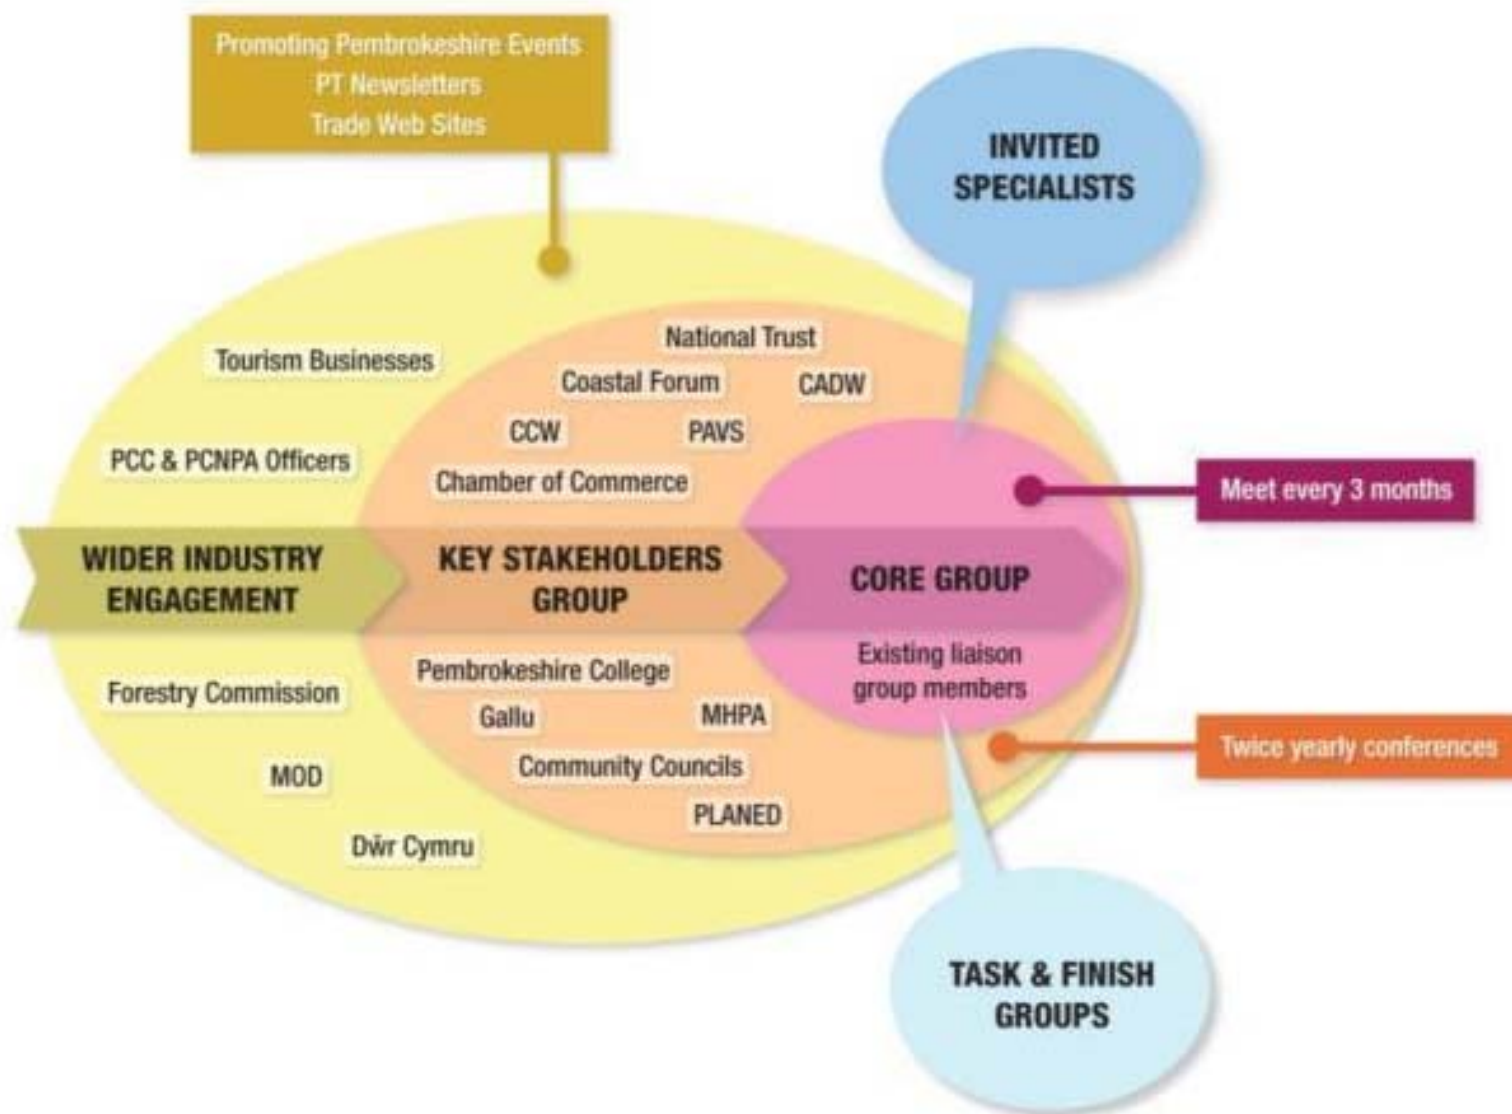 Promoting Pembrokeshire Events
PT Newsletters
Trade Web Sites
INVITED
SPECIALISTS
National Trust
Tourism Businesses
Coastal Forum
CADW
CCW
PAVS
PCC & PCNPA Officers
Chamber of Commerce
Meet every 3 months
WIDER INDUSTRY
ENGAGEMENT
KEY STAKEHOLDERS
GROUP
CORE GROUP
Existing liaison
group members
Pembrokeshire College
Forestry Commission
Gallu
MHPA
Twice yearly conferences
Community Councils
MOD
PLANED
Dŵr Cymru
TASK & FINISH
GROUPS